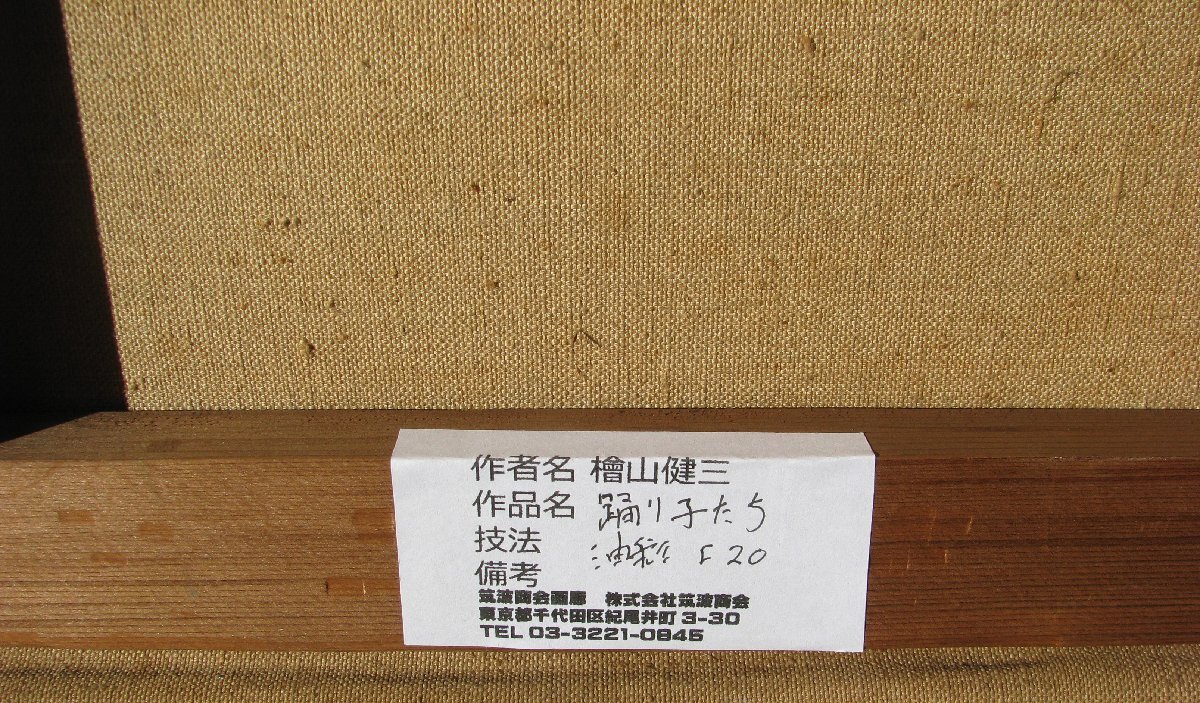 作者名 檜山健三
作品名 踊り子たち
技法 油彩 F20
備考
筑波商会画廊 株式会社筑波商会
東京都千代田区紀尾井町3-30
TEL 03-3221-0845